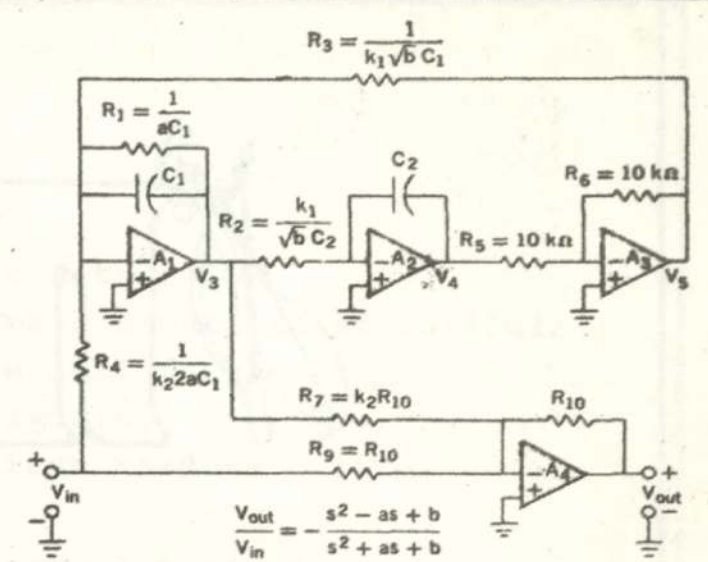 R3 = 1/(k1√b C1)
R1 = 1/(aC1)
C1
C2
R6 = 10 kΩ
R2 = k1/(√b C2)
R5 = 10 kΩ
− A1
+
V3
− A2
+
V4
− A3
+
V5
R4 = 1/(k22aC1)
R7 = k2R10
R10
R9 = R10
+
Vin
−
− A4
+
+
Vout
−
Vout/Vin = − (s² − as + b)/(s² + as + b)